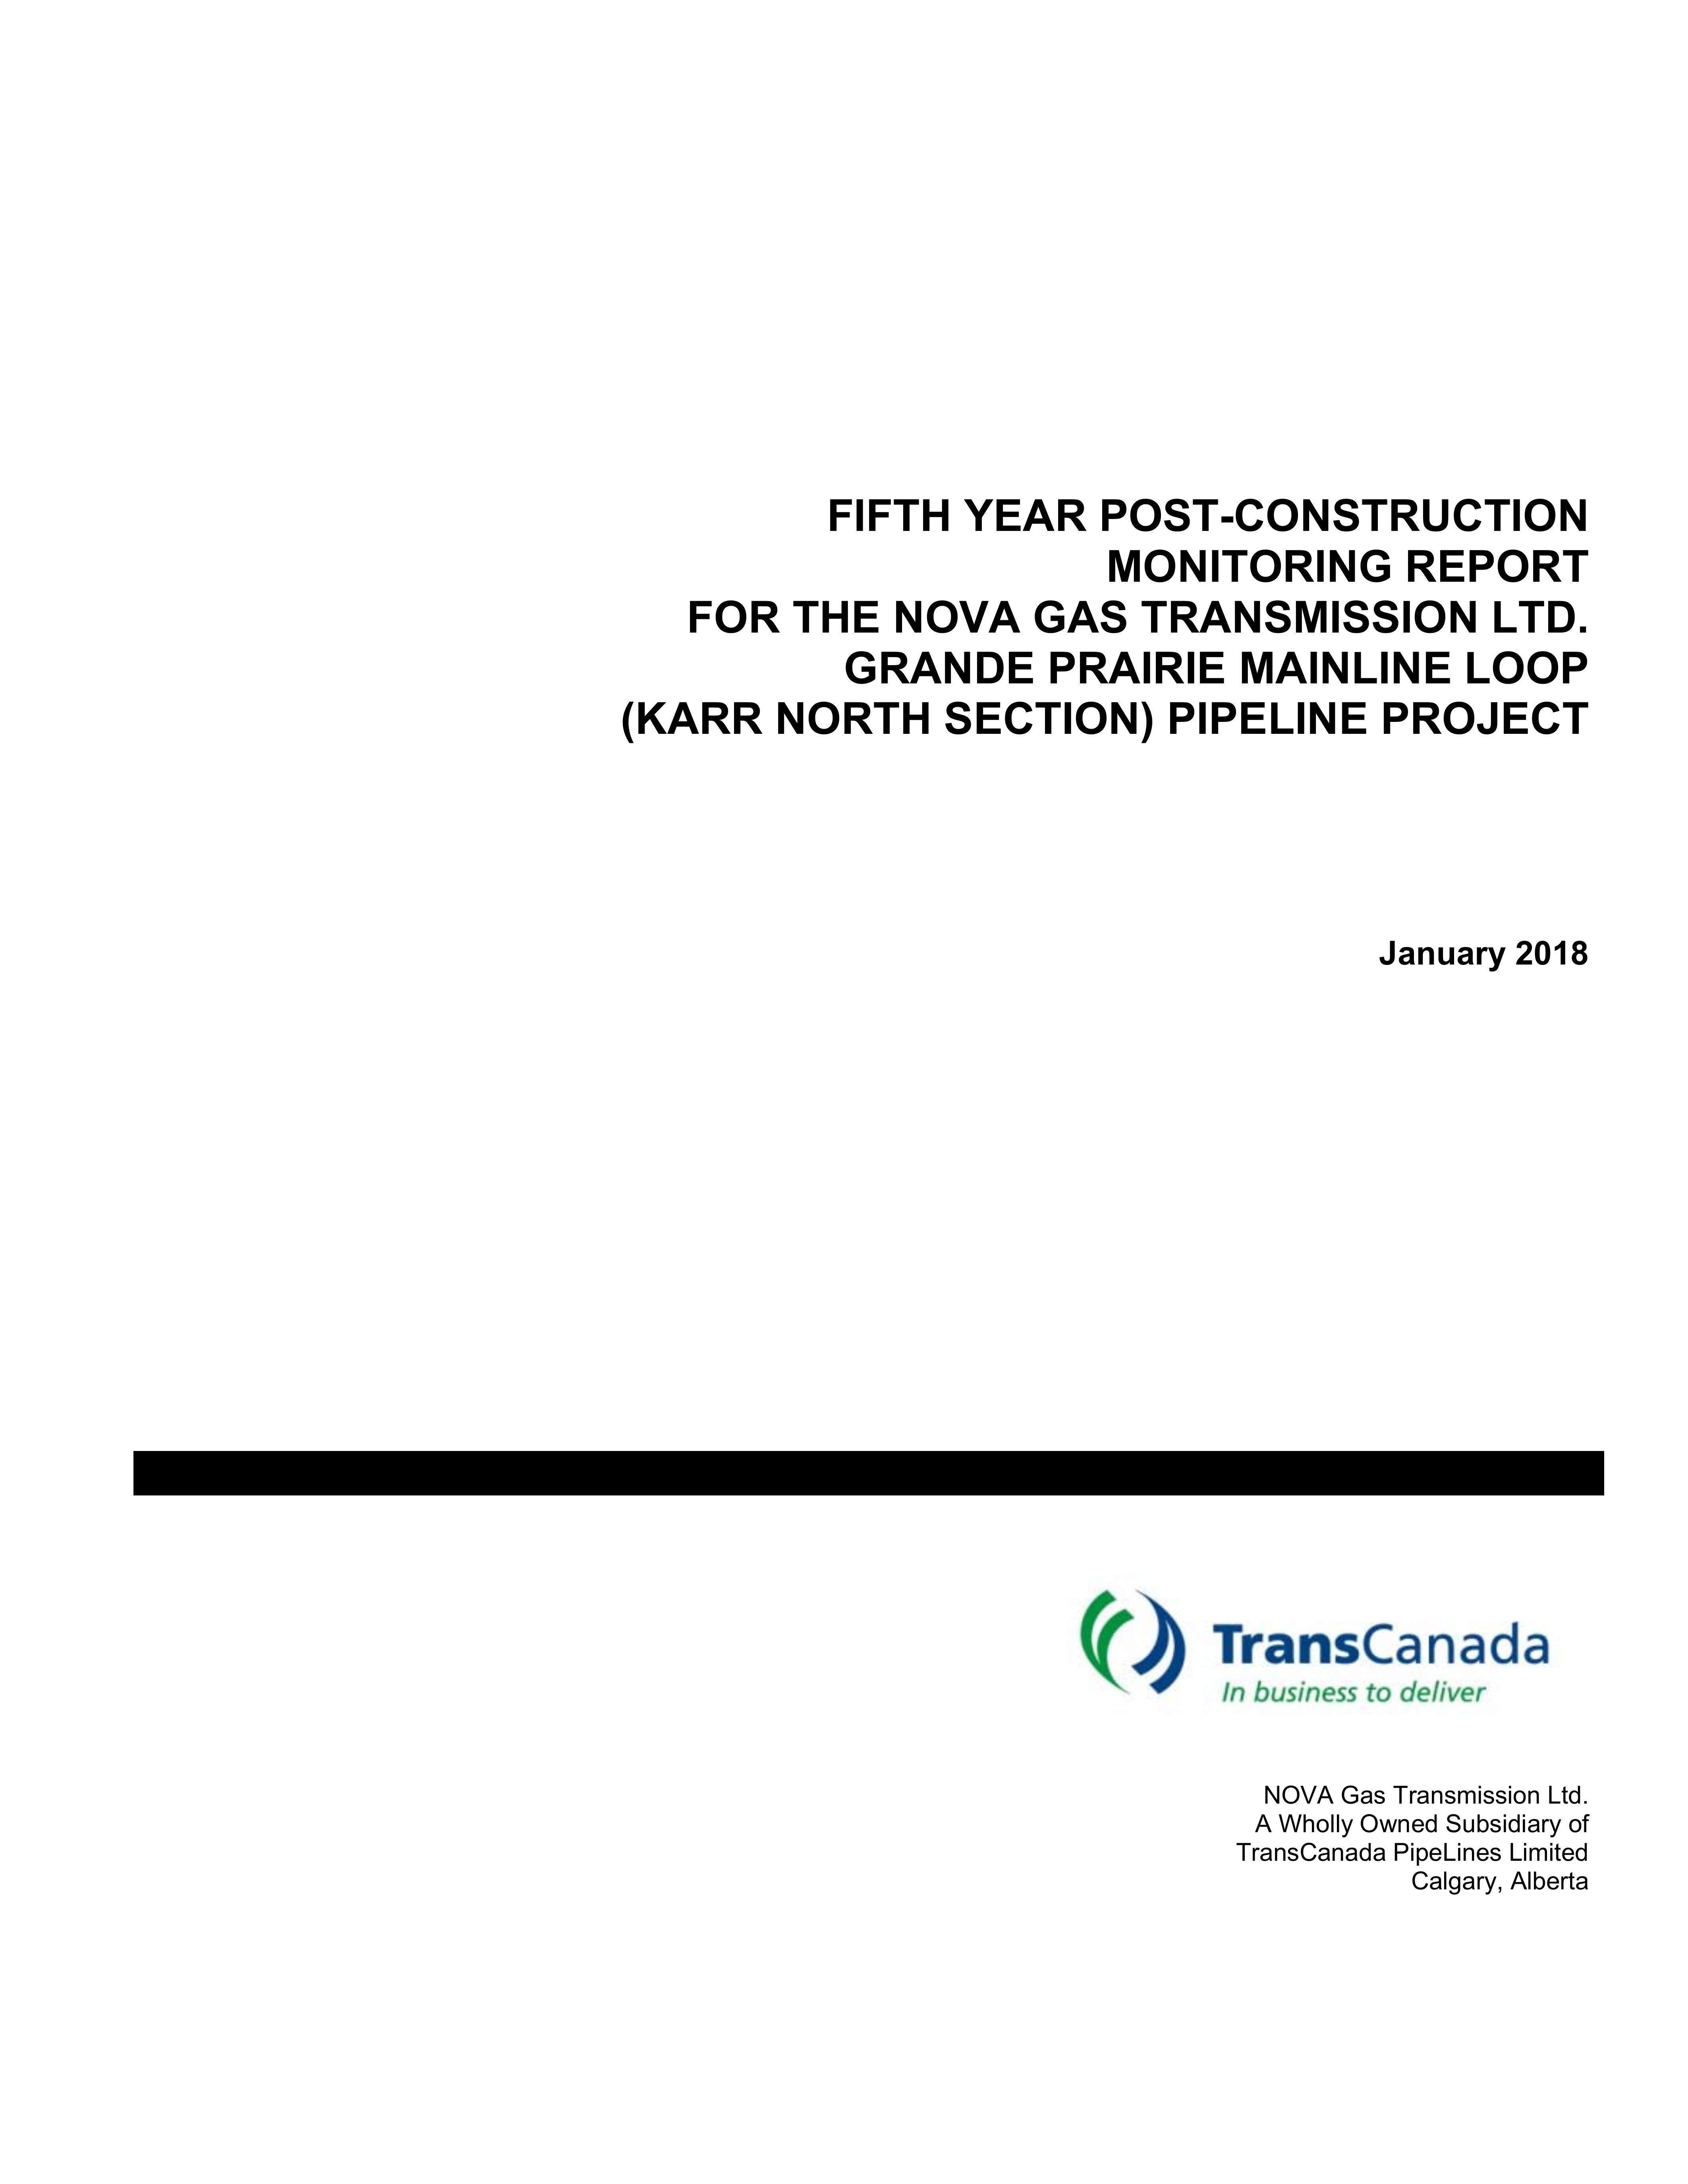 FIFTH YEAR POST-CONSTRUCTION
MONITORING REPORT
FOR THE NOVA GAS TRANSMISSION LTD.
GRANDE PRAIRIE MAINLINE LOOP
(KARR NORTH SECTION) PIPELINE PROJECT
January 2018
TransCanada
In business to deliver
NOVA Gas Transmission Ltd.
A Wholly Owned Subsidiary of
TransCanada PipeLines Limited
Calgary, Alberta